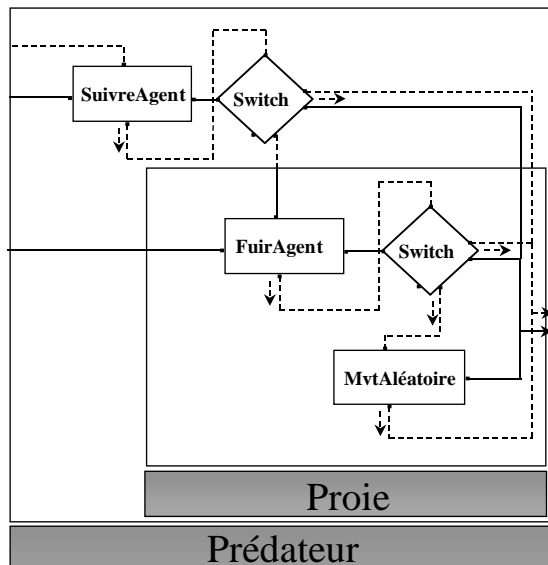 SuivreAgent
Switch
FuirAgent
Switch
MvtAléatoire
Proie
Prédateur